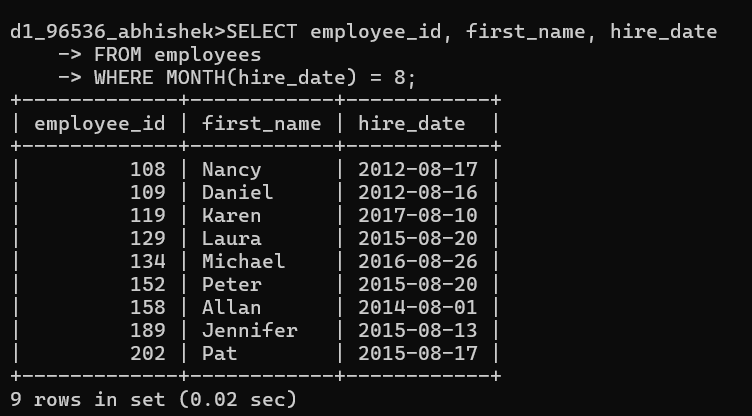 d1_96536_abhishek>SELECT employee_id, first_name, hire_date
    -> FROM employees
    -> WHERE MONTH(hire_date) = 8;
+-------------+------------+------------+
| employee_id | first_name | hire_date  |
+-------------+------------+------------+
|         108 | Nancy      | 2012-08-17 |
|         109 | Daniel     | 2012-08-16 |
|         119 | Karen      | 2017-08-10 |
|         129 | Laura      | 2015-08-20 |
|         134 | Michael    | 2016-08-26 |
|         152 | Peter      | 2015-08-20 |
|         158 | Allan      | 2014-08-01 |
|         189 | Jennifer   | 2015-08-13 |
|         202 | Pat        | 2015-08-17 |
+-------------+------------+------------+
9 rows in set (0.02 sec)